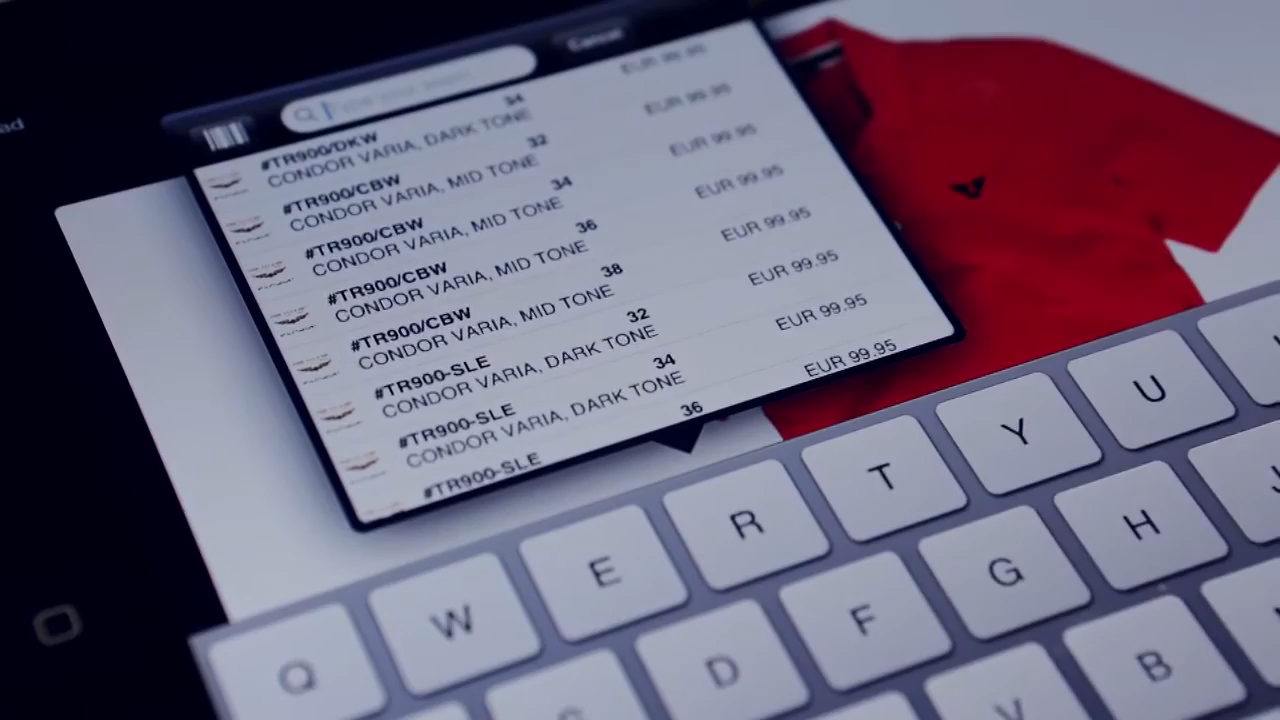 ad
Cancel
34
EUR 99.95
#TR900/DKW
CONDOR VARIA, DARK TONE
32
EUR 99.95
#TR900/CBW
CONDOR VARIA, MID TONE
34
EUR 99.95
#TR900/CBW
CONDOR VARIA, MID TONE
36
EUR 99.95
#TR900/CBW
CONDOR VARIA, MID TONE
38
EUR 99.95
#TR900/CBW
CONDOR VARIA, MID TONE
32
EUR 99.95
#TR900-SLE
CONDOR VARIA, DARK TONE
34
EUR 99.95
#TR900-SLE
CONDOR VARIA, DARK TONE
36
EUR 99.95
#TR900-SLE
Q W E R T Y U
D F G H J
V B